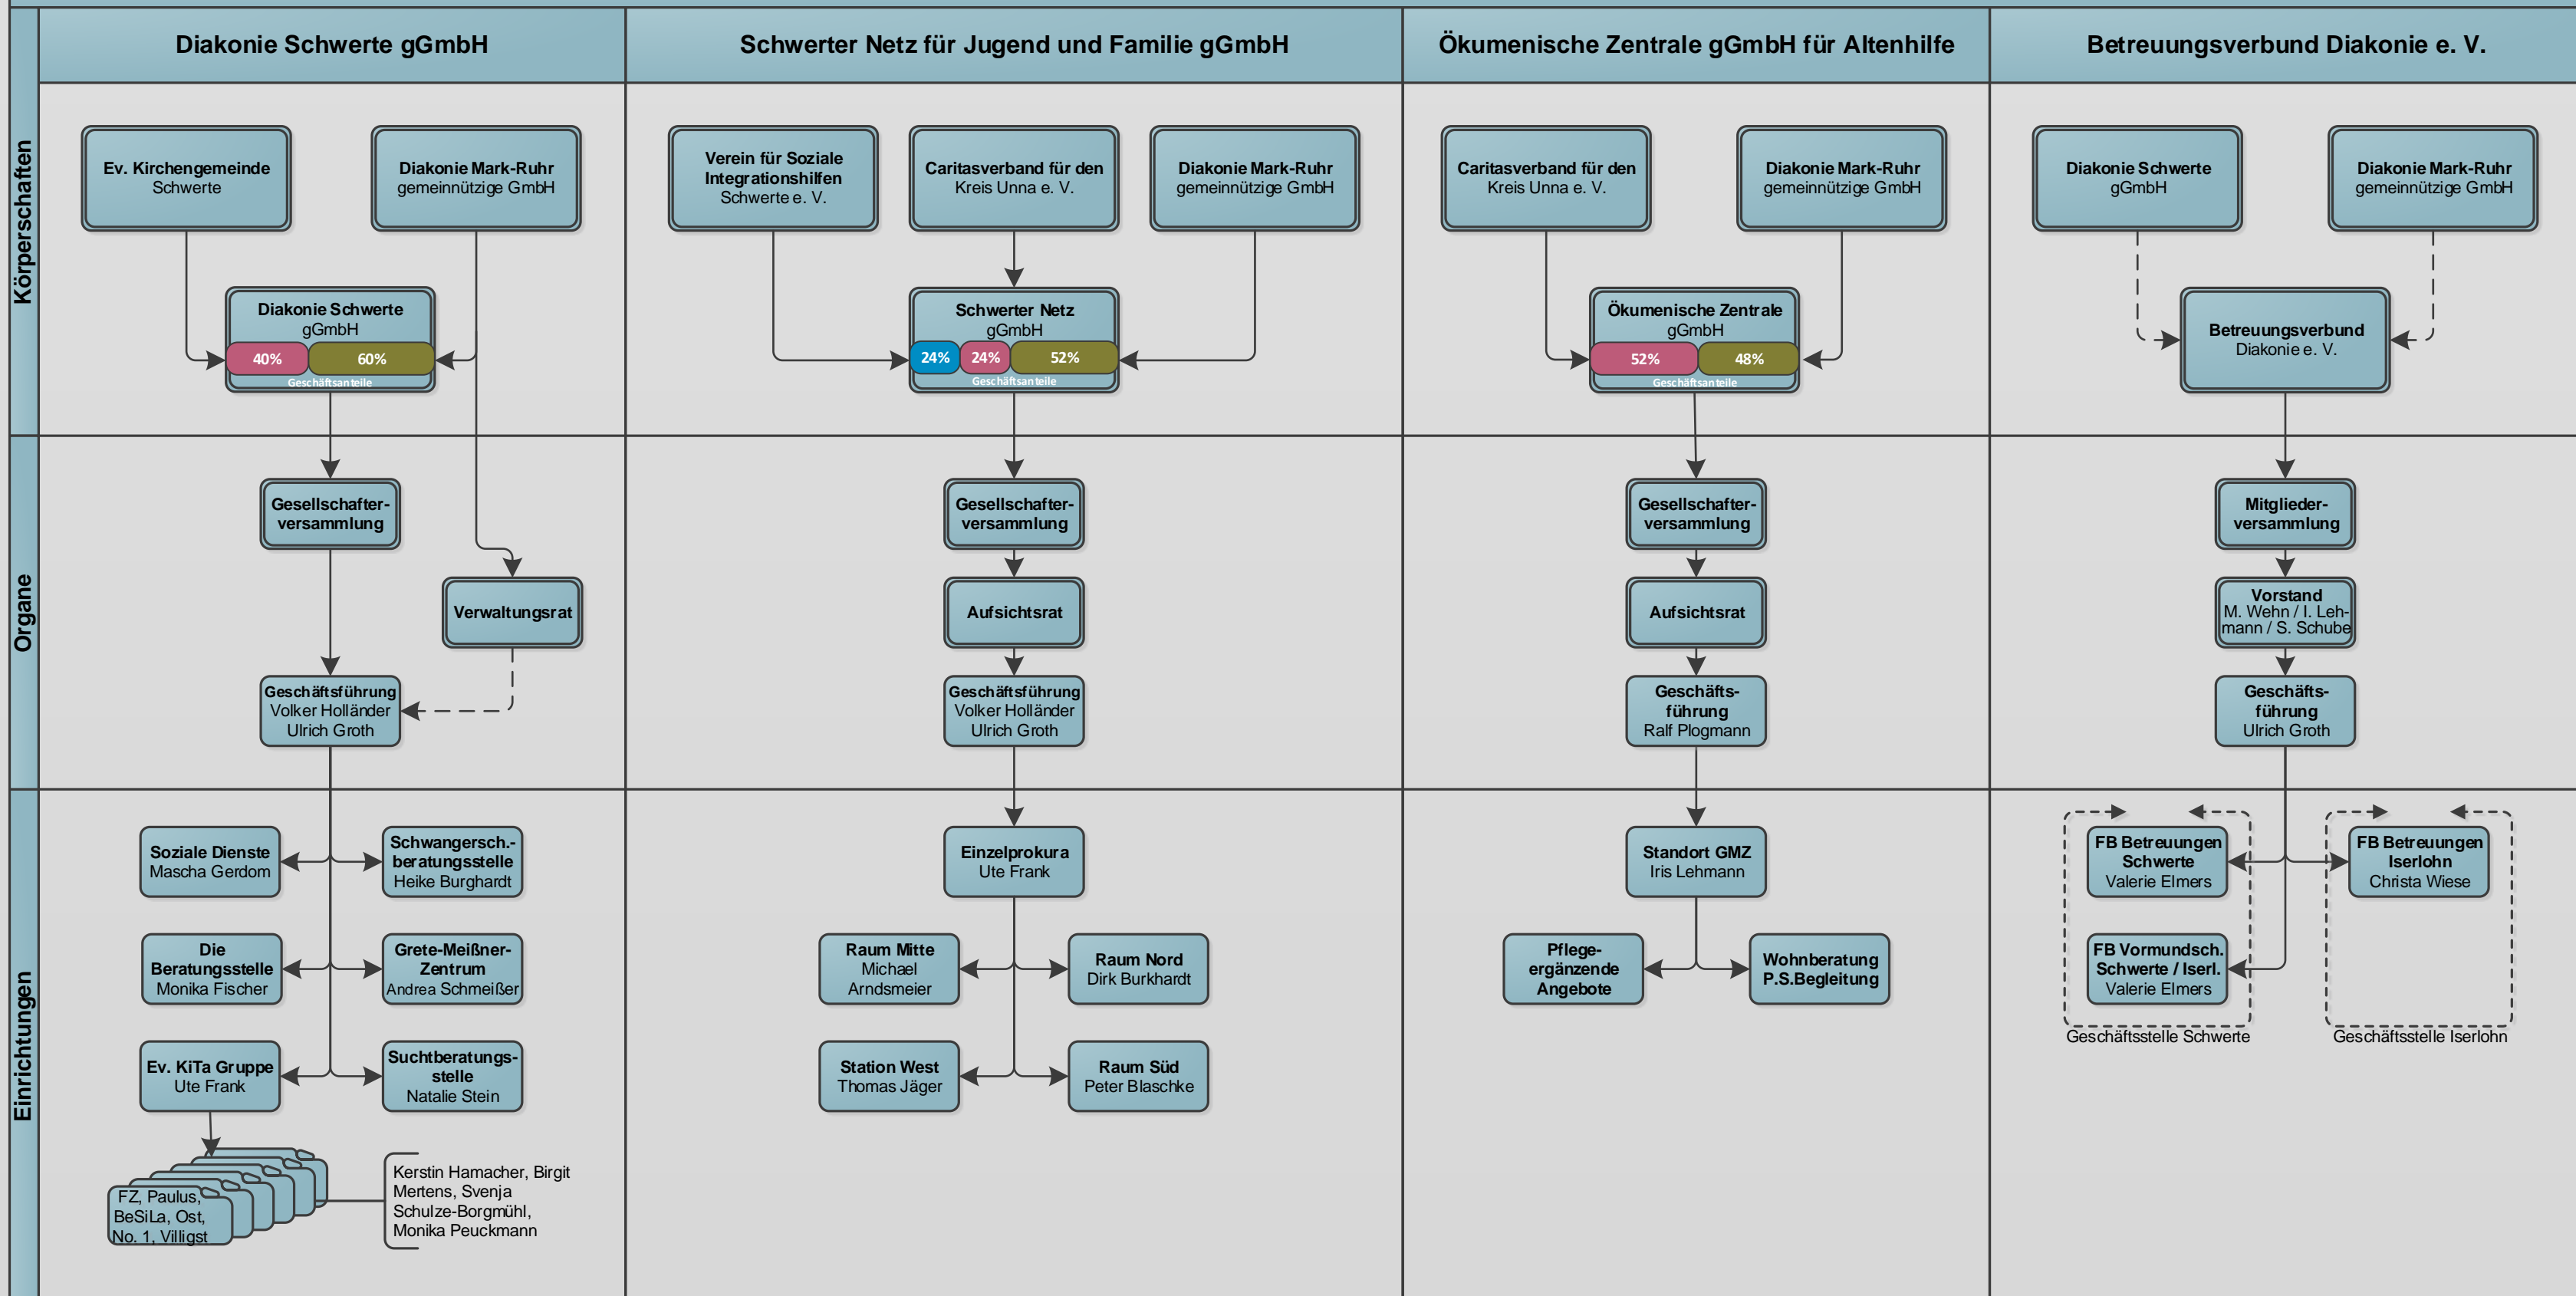 Diakonie Schwerte gGmbH
Schwerter Netz für Jugend und Familie gGmbH
Ökumenische Zentrale gGmbH für Altenhilfe
Betreuungsverbund Diakonie e. V.
Körperschaften
Ev. Kirchengemeinde
Schwerte
Diakonie Mark-Ruhr
gemeinnützige GmbH
Diakonie Schwerte
gGmbH
40%
60%
Geschäftsanteile
Verein für Soziale
Integrationshilfen
Schwerte e. V.
Caritasverband für den
Kreis Unna e. V.
Diakonie Mark-Ruhr
gemeinnützige GmbH
Schwerter Netz
gGmbH
24%
24%
52%
Geschäftsanteile
Caritasverband für den
Kreis Unna e. V.
Diakonie Mark-Ruhr
gemeinnützige GmbH
Ökumenische Zentrale
gGmbH
52%
48%
Geschäftsanteile
Diakonie Schwerte
gGmbH
Diakonie Mark-Ruhr
gemeinnützige GmbH
Betreuungsverbund
Diakonie e. V.
Organe
Gesellschafter-
versammlung
Verwaltungsrat
Geschäftsführung
Volker Holländer
Ulrich Groth
Gesellschafter-
versammlung
Aufsichtsrat
Geschäftsführung
Volker Holländer
Ulrich Groth
Gesellschafter-
versammlung
Aufsichtsrat
Geschäfts-
führung
Ralf Plogmann
Mitglieder-
versammlung
Vorstand
M. Wehn / I. Leh-
mann / S. Schube
Geschäfts-
führung
Ulrich Groth
Einrichtungen
Soziale Dienste
Mascha Gerdom
Schwangersch.-
beratungsstelle
Heike Burghardt
Die
Beratungsstelle
Monika Fischer
Grete-Meißner-
Zentrum
Andrea Schmeißer
Ev. KiTa Gruppe
Ute Frank
Suchtberatungs-
stelle
Natalie Stein
FZ, Paulus,
BeSiLa, Ost,
No. 1, Villigst
Kerstin Hamacher, Birgit
Mertens, Svenja
Schulze-Borgmühl,
Monika Peuckmann
Einzelprokura
Ute Frank
Raum Mitte
Michael
Arndsmeier
Raum Nord
Dirk Burkhardt
Station West
Thomas Jäger
Raum Süd
Peter Blaschke
Standort GMZ
Iris Lehmann
Pflege-
ergänzende
Angebote
Wohnberatung
P.S.Begleitung
FB Betreuungen
Schwerte
Valerie Elmers
FB Betreuungen
Iserlohn
Christa Wiese
FB Vormundsch.
Schwerte / Iserl.
Valerie Elmers
Geschäftsstelle Schwerte
Geschäftsstelle Iserlohn